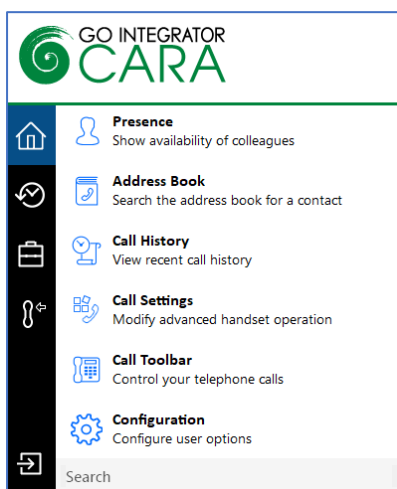 GO INTEGRATOR
CARA
Presence
Show availability of colleagues
Address Book
Search the address book for a contact
Call History
View recent call history
Call Settings
Modify advanced handset operation
Call Toolbar
Control your telephone calls
Configuration
Configure user options
Search